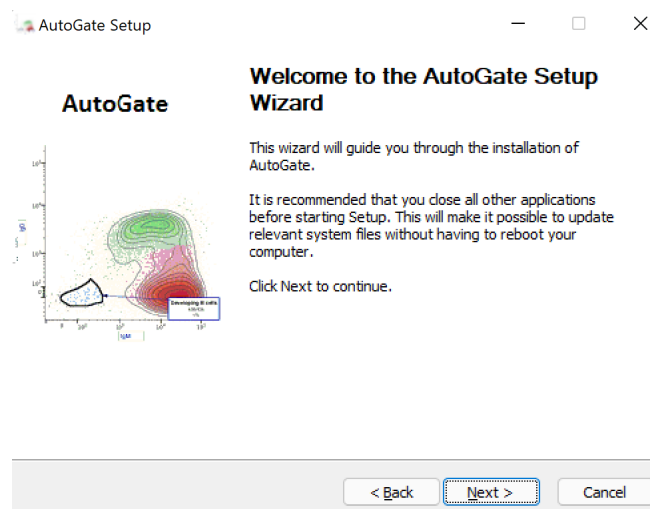 AutoGate Setup
Welcome to the AutoGate Setup
Wizard
AutoGate
This wizard will guide you through the installation of
AutoGate.
It is recommended that you close all other applications
before starting Setup. This will make it possible to update
relevant system files without having to reboot your
computer.
Click Next to continue.
Developing B cells
IgD
IgM
< Back
Next >
Cancel